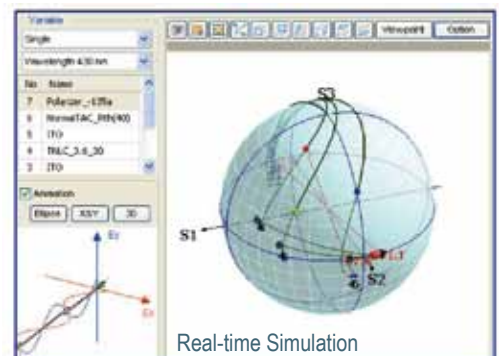 Variable
Single
Wavelength 430 nm
No Name
7 Polarizer_-135a
6 NormalTAC_Rth(40)
5 ITO
4 TNLC_3.6_30
3 ITO
Animation
Ellipse XS/Y 3D
Ey
Ex
Viewpoint Option
S3
S1
S2
Real-time Simulation